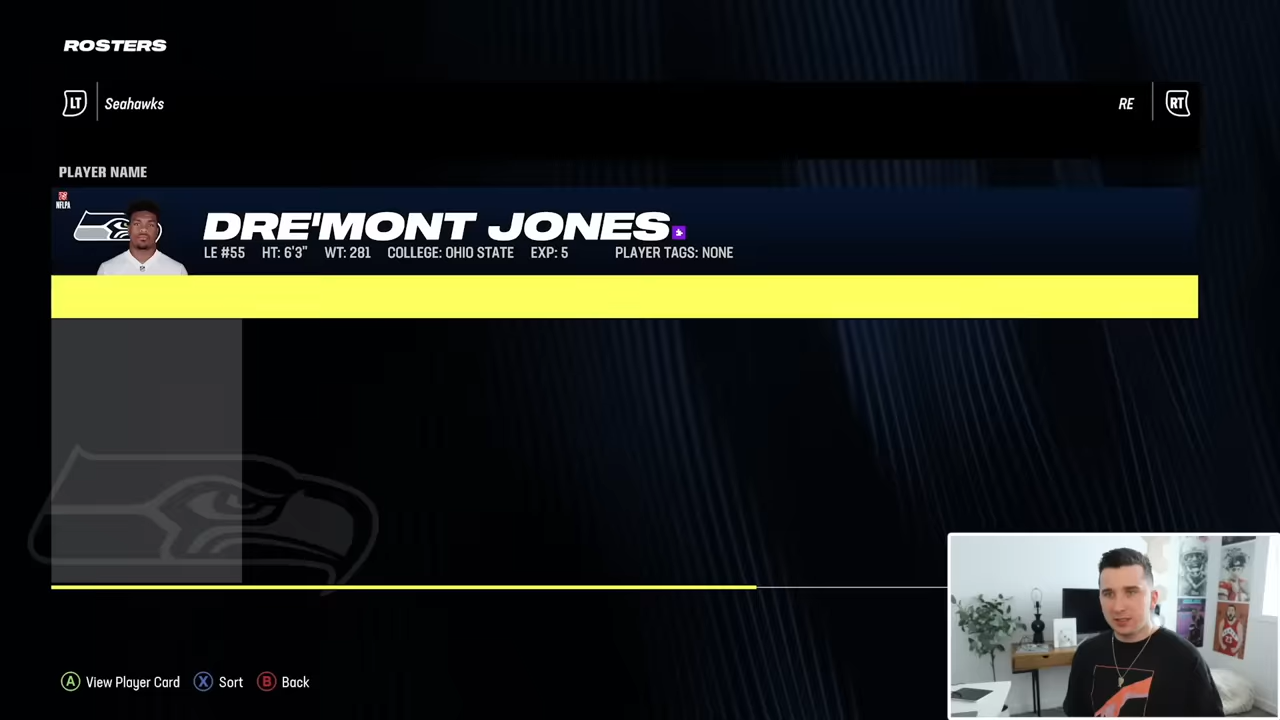 ROSTERS
LT Seahawks RE RT
PLAYER NAME
NFLPA
DRE'MONT JONES
LE #55 HT: 6'3" WT: 281 COLLEGE: OHIO STATE EXP: 5 PLAYER TAGS: NONE
A View Player Card X Sort B Back